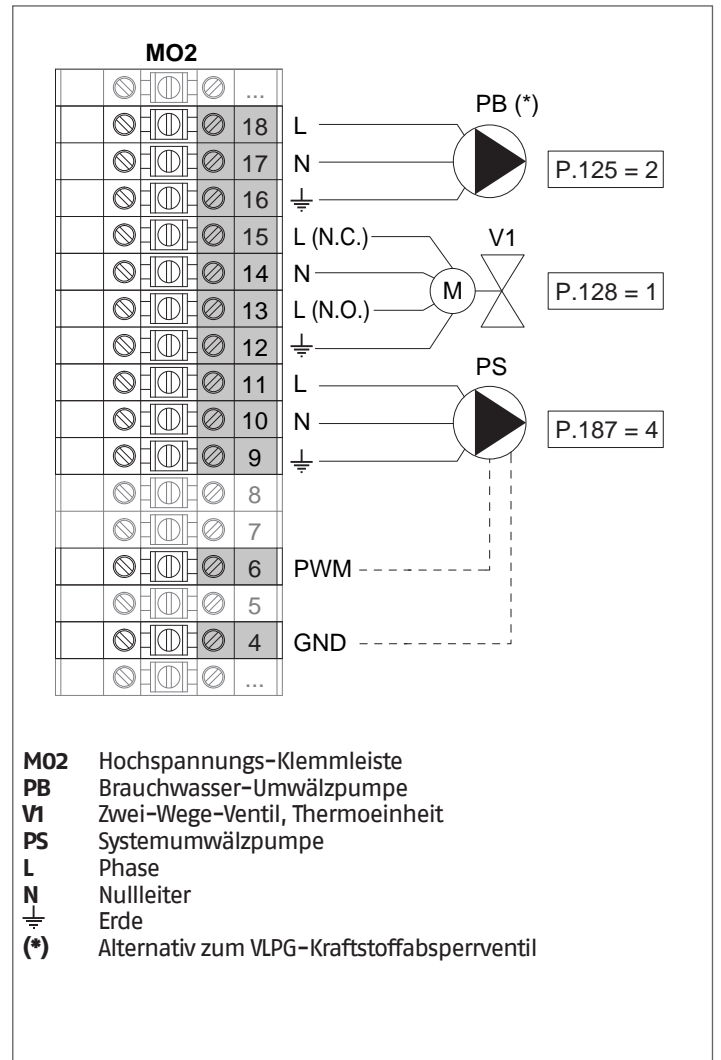 MO2
...
PB (*)
18 L
17 N P.125 = 2
16
15 L (N.C.) V1
14 N
M P.128 = 1
13 L (N.O.)
12
PS
11 L
10 N P.187 = 4
9
8
7
6 PWM
5
4 GND
...
M02 Hochspannungs-Klemmleiste
PB Brauchwasser-Umwälzpumpe
V1 Zwei-Wege-Ventil, Thermoeinheit
PS Systemumwälzpumpe
L Phase
N Nullleiter
Erde
(*) Alternativ zum VLPG-Kraftstoffabsperrventil